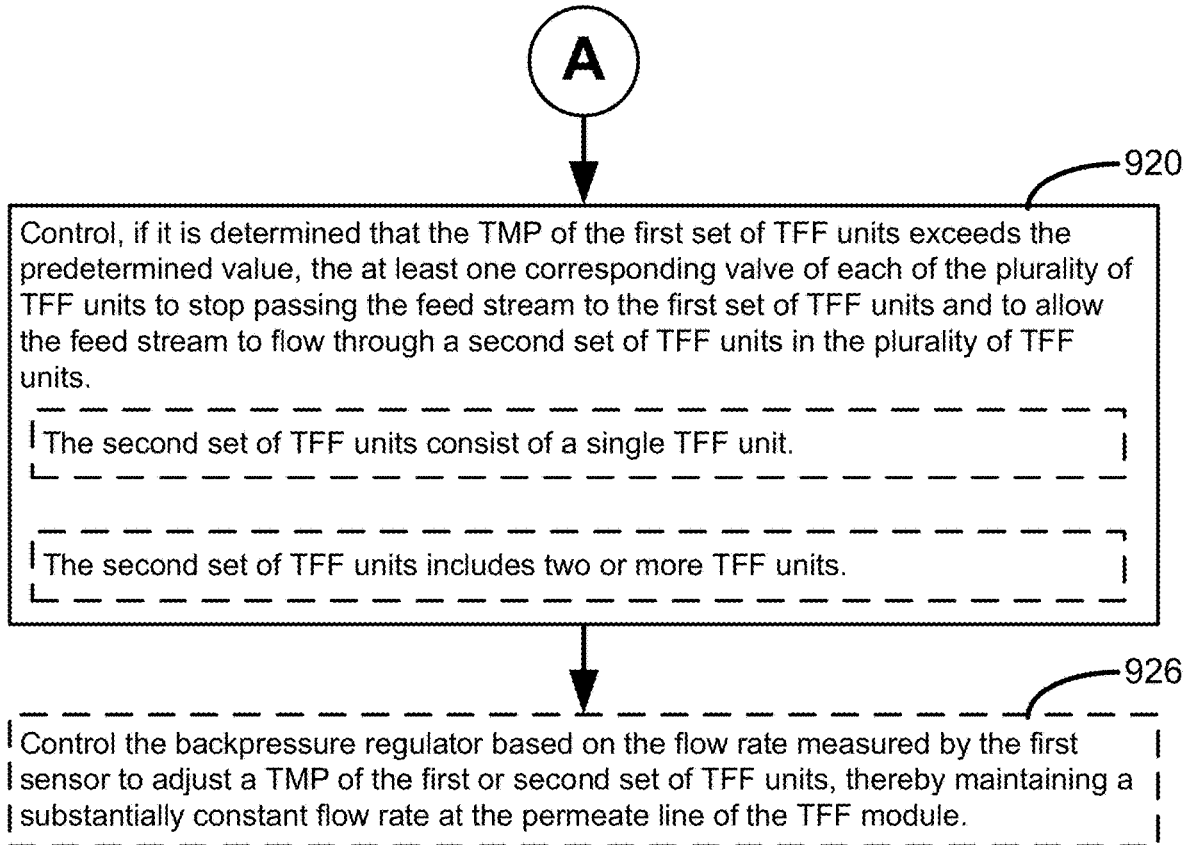 A
920
Control, if it is determined that the TMP of the first set of TFF units exceeds the
predetermined value, the at least one corresponding valve of each of the plurality of
TFF units to stop passing the feed stream to the first set of TFF units and to allow
the feed stream to flow through a second set of TFF units in the plurality of TFF
units.
The second set of TFF units consist of a single TFF unit.
The second set of TFF units includes two or more TFF units.
926
Control the backpressure regulator based on the flow rate measured by the first
sensor to adjust a TMP of the first or second set of TFF units, thereby maintaining a
substantially constant flow rate at the permeate line of the TFF module.